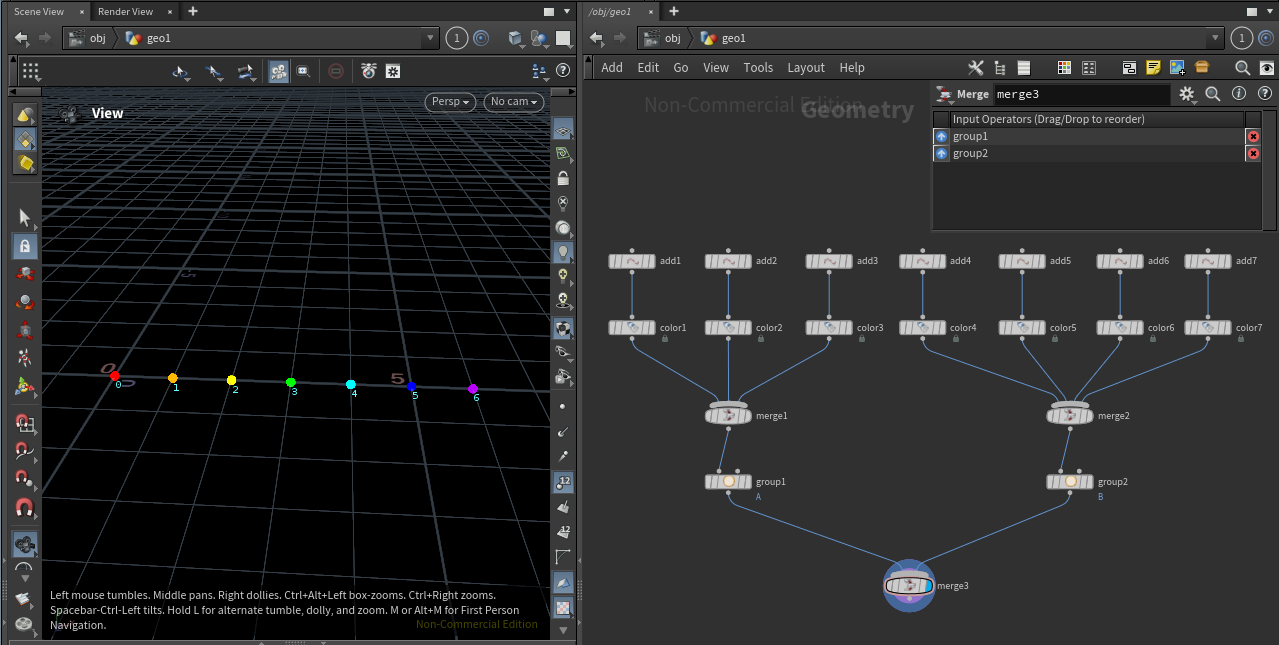 Scene View × Render View × +
obj geo1 1
View
Persp No cam
0
0
5
5
0 1 2 3 4 5 6
12
12
Left mouse tumbles. Middle pans. Right dollies. Ctrl+Alt+Left box-zooms. Ctrl+Right zooms.
Spacebar-Ctrl-Left tilts. Hold L for alternate tumble, dolly, and zoom. M or Alt+M for First Person
Navigation.
Non-Commercial Edition
/obj/geo1 × +
obj geo1 1
Add Edit Go View Tools Layout Help
Non-Commercial Edition
Geometry
Merge merge3
Input Operators (Drag/Drop to reorder)
group1
group2
add1 add2 add3 add4 add5 add6 add7
color1 color2 color3 color4 color5 color6 color7
merge1 merge2
group1 group2
A B
merge3